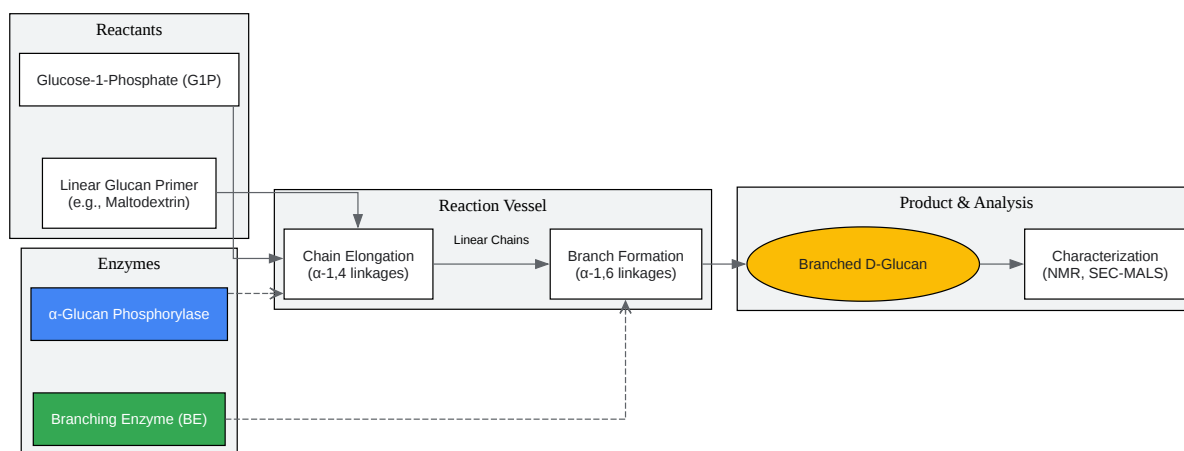 Reactants
Glucose-1-Phosphate (G1P)
Linear Glucan Primer
(e.g., Maltodextrin)
Enzymes
α-Glucan Phosphorylase
Branching Enzyme (BE)
Reaction Vessel
Chain Elongation
(α-1,4 linkages)
Linear Chains
Branch Formation
(α-1,6 linkages)
Product & Analysis
Branched D-Glucan
Characterization
(NMR, SEC-MALS)